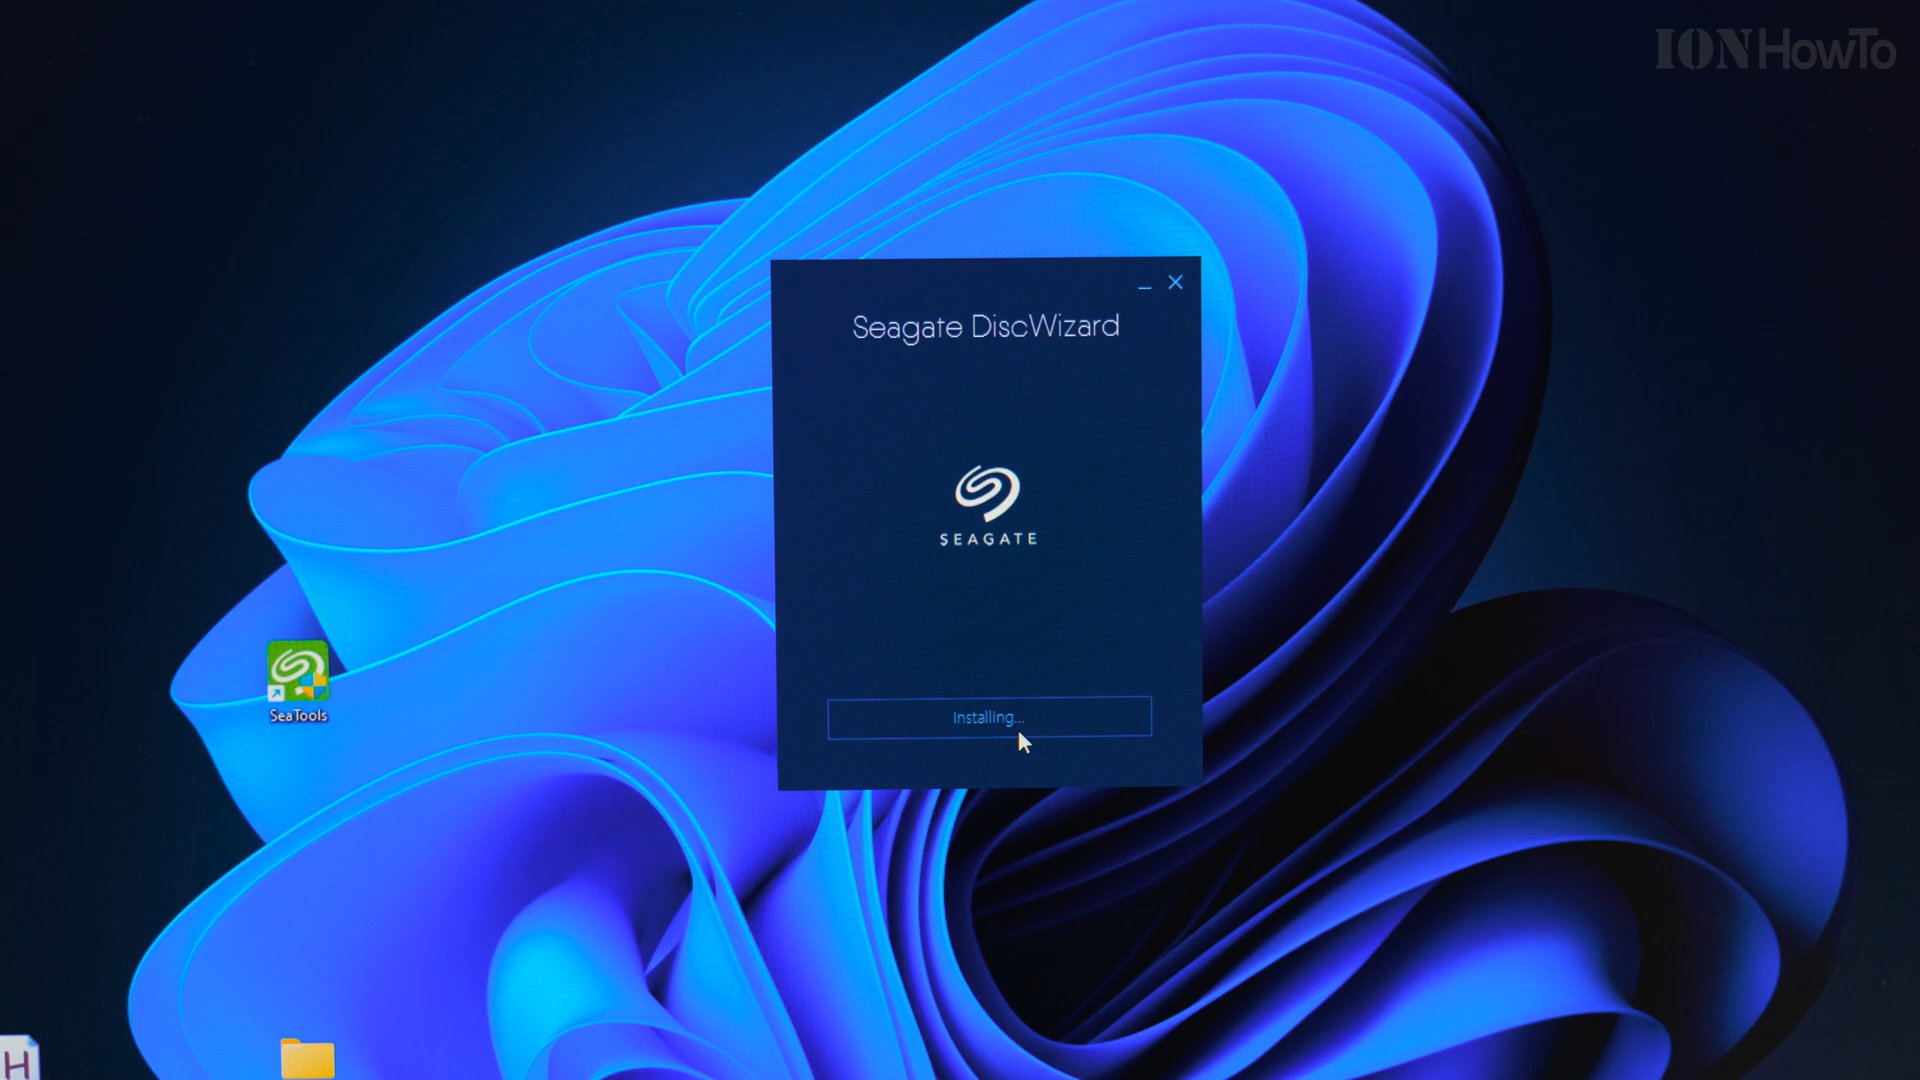 IONHowTo
Seagate DiscWizard
SEAGATE
SeaTools
Installing...
H